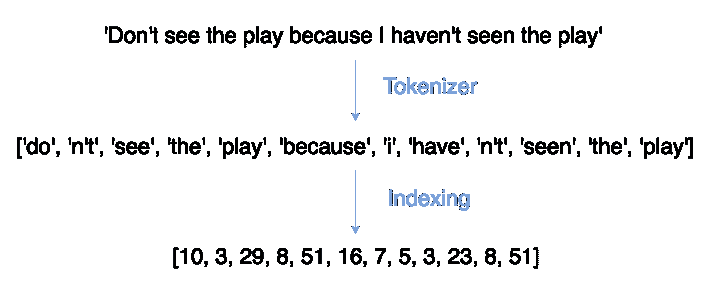 'Don't see the play because I haven't seen the play'
Tokenizer
['do', 'n't', 'see', 'the', 'play', 'because', 'i', 'have', 'n't', 'seen', 'the', 'play']
Indexing
[10, 3, 29, 8, 51, 16, 7, 5, 3, 23, 8, 51]